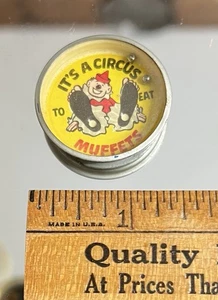 IT'S A CIRCUS
TO EAT
MUFFETS
1
MADE IN U.S.A.
Quality
At Prices Tha